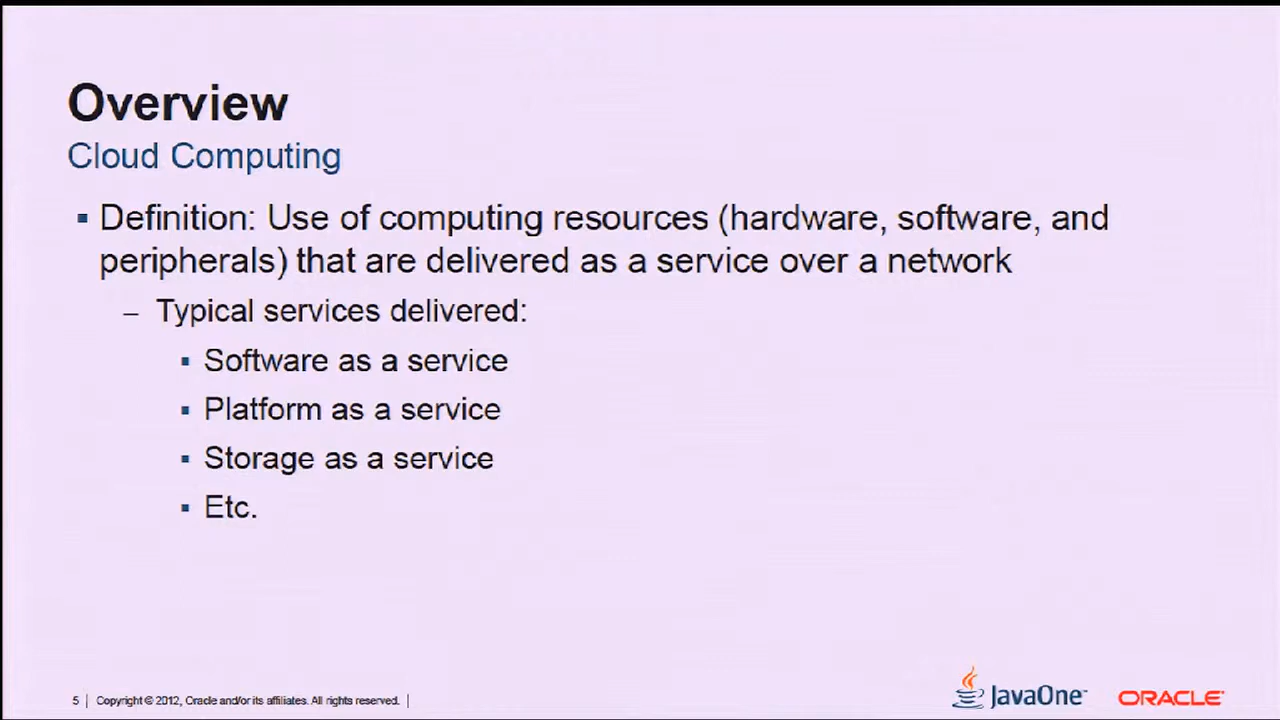 Overview
Cloud Computing
▪ Definition: Use of computing resources (hardware, software, and
peripherals) that are delivered as a service over a network
– Typical services delivered:
▪ Software as a service
▪ Platform as a service
▪ Storage as a service
▪ Etc.
5 | Copyright © 2012, Oracle and/or its affiliates. All rights reserved. |
JavaOne™ ORACLE®